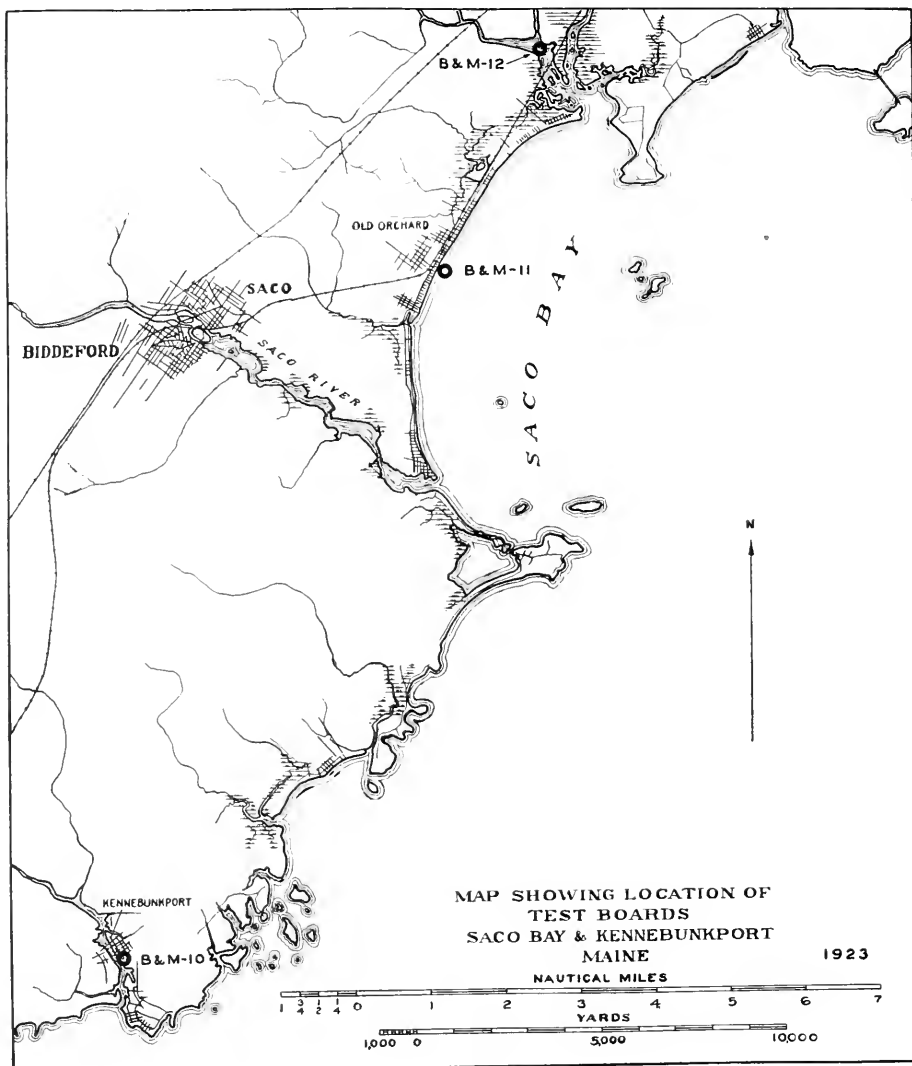 B&M-12
OLD ORCHARD
B&M-11
SACO
BIDDEFORD
SACO RIVER
SACO BAY
N
KENNEBUNKPORT
B&M-10
MAP SHOWING LOCATION OF
TEST BOARDS
SACO BAY & KENNEBUNKPORT
MAINE 1923
NAUTICAL MILES
1 3/4 1/2 1/4 0 1 2 3 4 5 6 7
YARDS
1,000 0 5,000 10,000